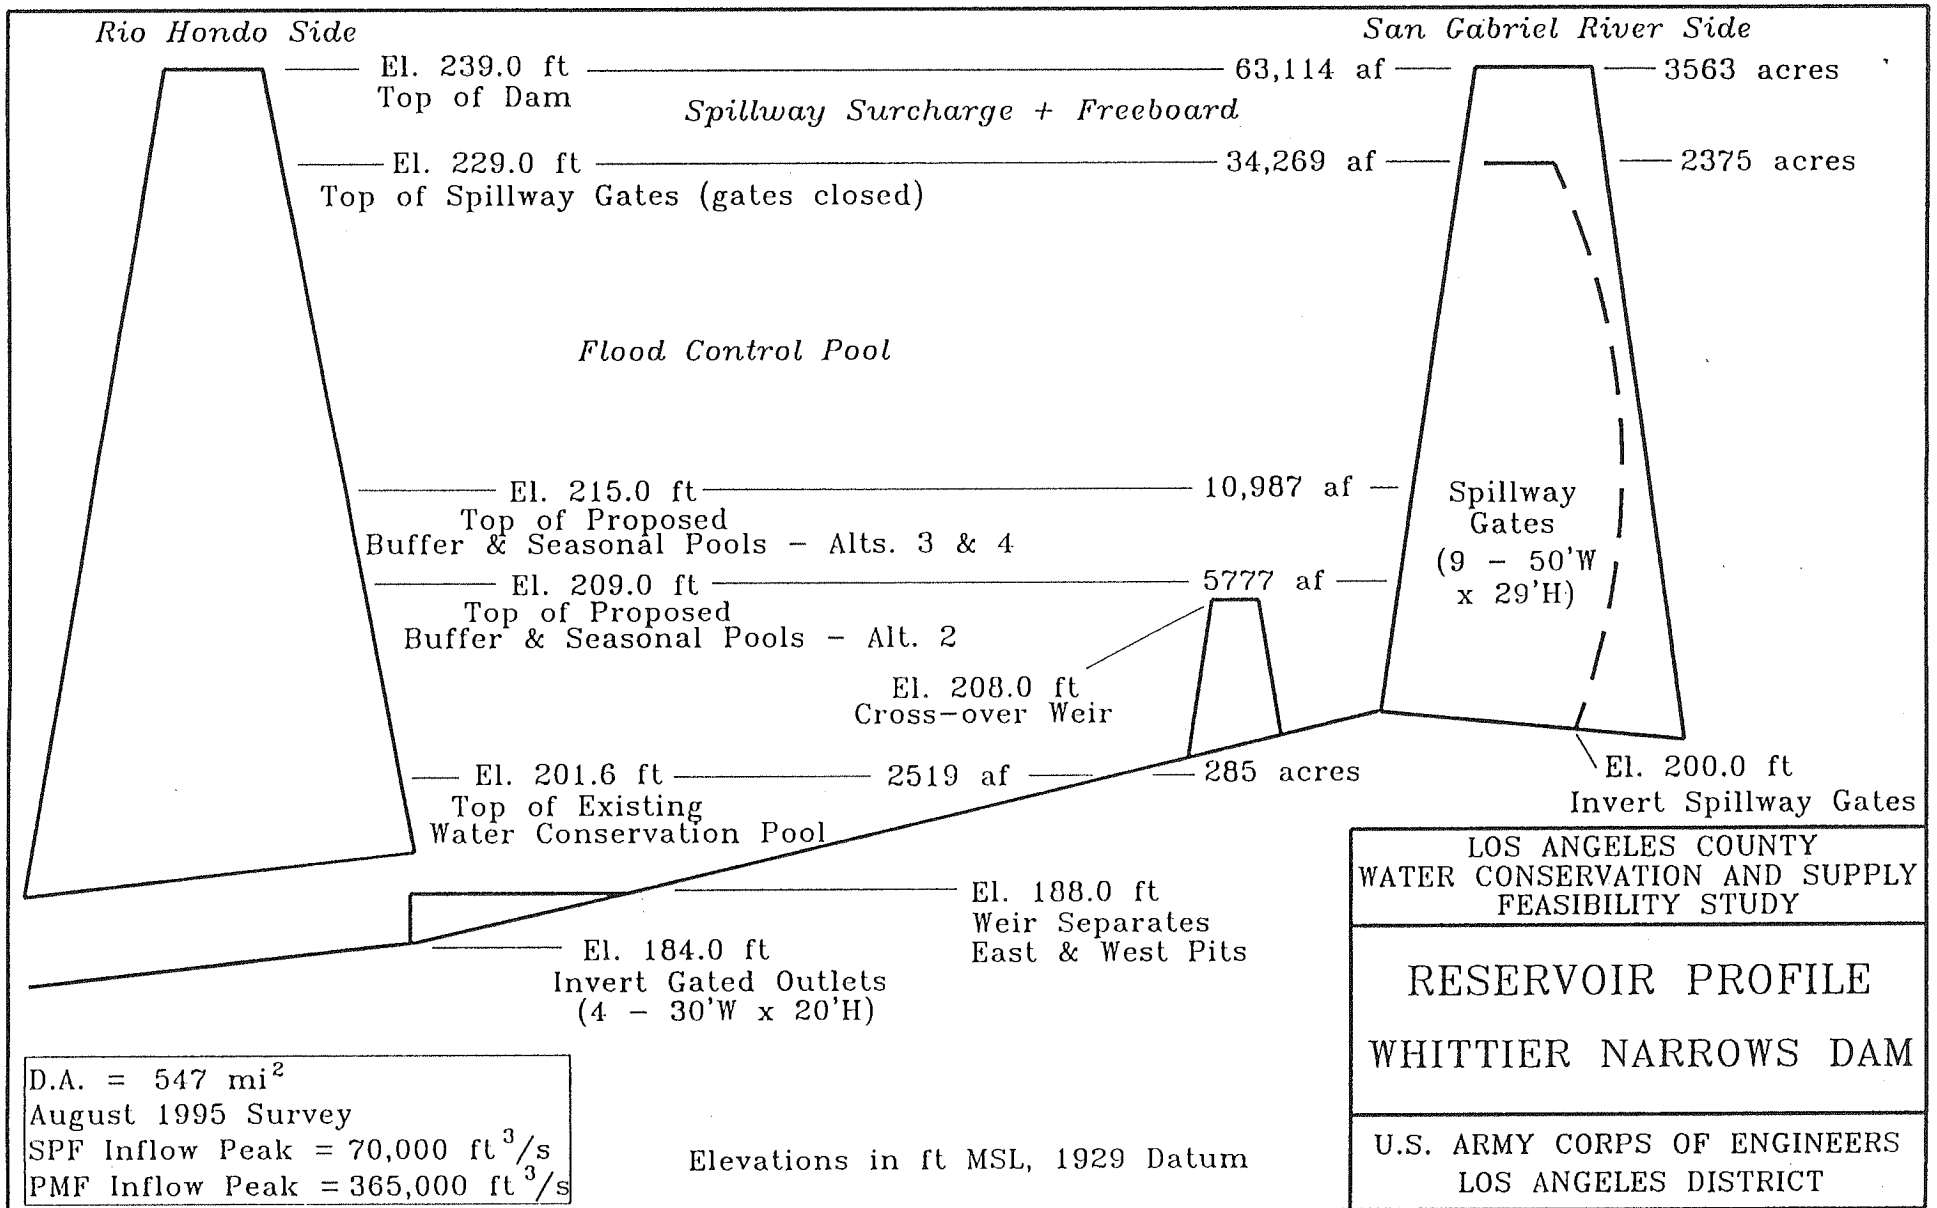 Rio Hondo Side
San Gabriel River Side
El. 239.0 ft
63,114 af
3563 acres
Top of Dam
Spillway Surcharge + Freeboard
El. 229.0 ft
34,269 af
2375 acres
Top of Spillway Gates (gates closed)
Flood Control Pool
El. 215.0 ft
10,987 af
Top of Proposed
Buffer & Seasonal Pools - Alts. 3 & 4
Spillway
Gates
(9 - 50'W
x 29'H)
El. 209.0 ft
5777 af
Top of Proposed
Buffer & Seasonal Pools - Alt. 2
El. 208.0 ft
Cross-over Weir
El. 201.6 ft
2519 af
285 acres
Top of Existing
Water Conservation Pool
El. 200.0 ft
Invert Spillway Gates
El. 188.0 ft
Weir Separates
East & West Pits
El. 184.0 ft
Invert Gated Outlets
(4 - 30'W x 20'H)
D.A. = 547 mi²
August 1995 Survey
SPF Inflow Peak = 70,000 ft³/s
PMF Inflow Peak = 365,000 ft³/s
Elevations in ft MSL, 1929 Datum
LOS ANGELES COUNTY
WATER CONSERVATION AND SUPPLY
FEASIBILITY STUDY
RESERVOIR PROFILE
WHITTIER NARROWS DAM
U.S. ARMY CORPS OF ENGINEERS
LOS ANGELES DISTRICT